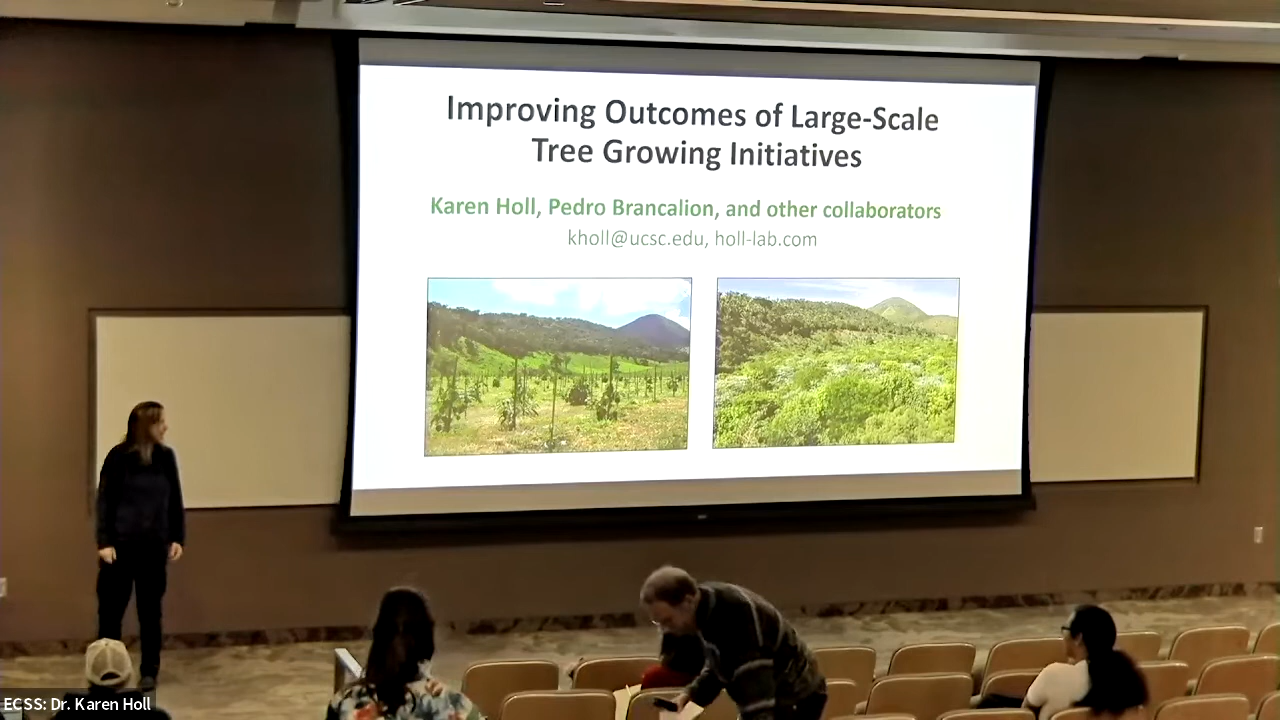 Improving Outcomes of Large-Scale
Tree Growing Initiatives
Karen Holl, Pedro Brancalion, and other collaborators
kholl@ucsc.edu, holl-lab.com
ECSS: Dr. Karen Holl